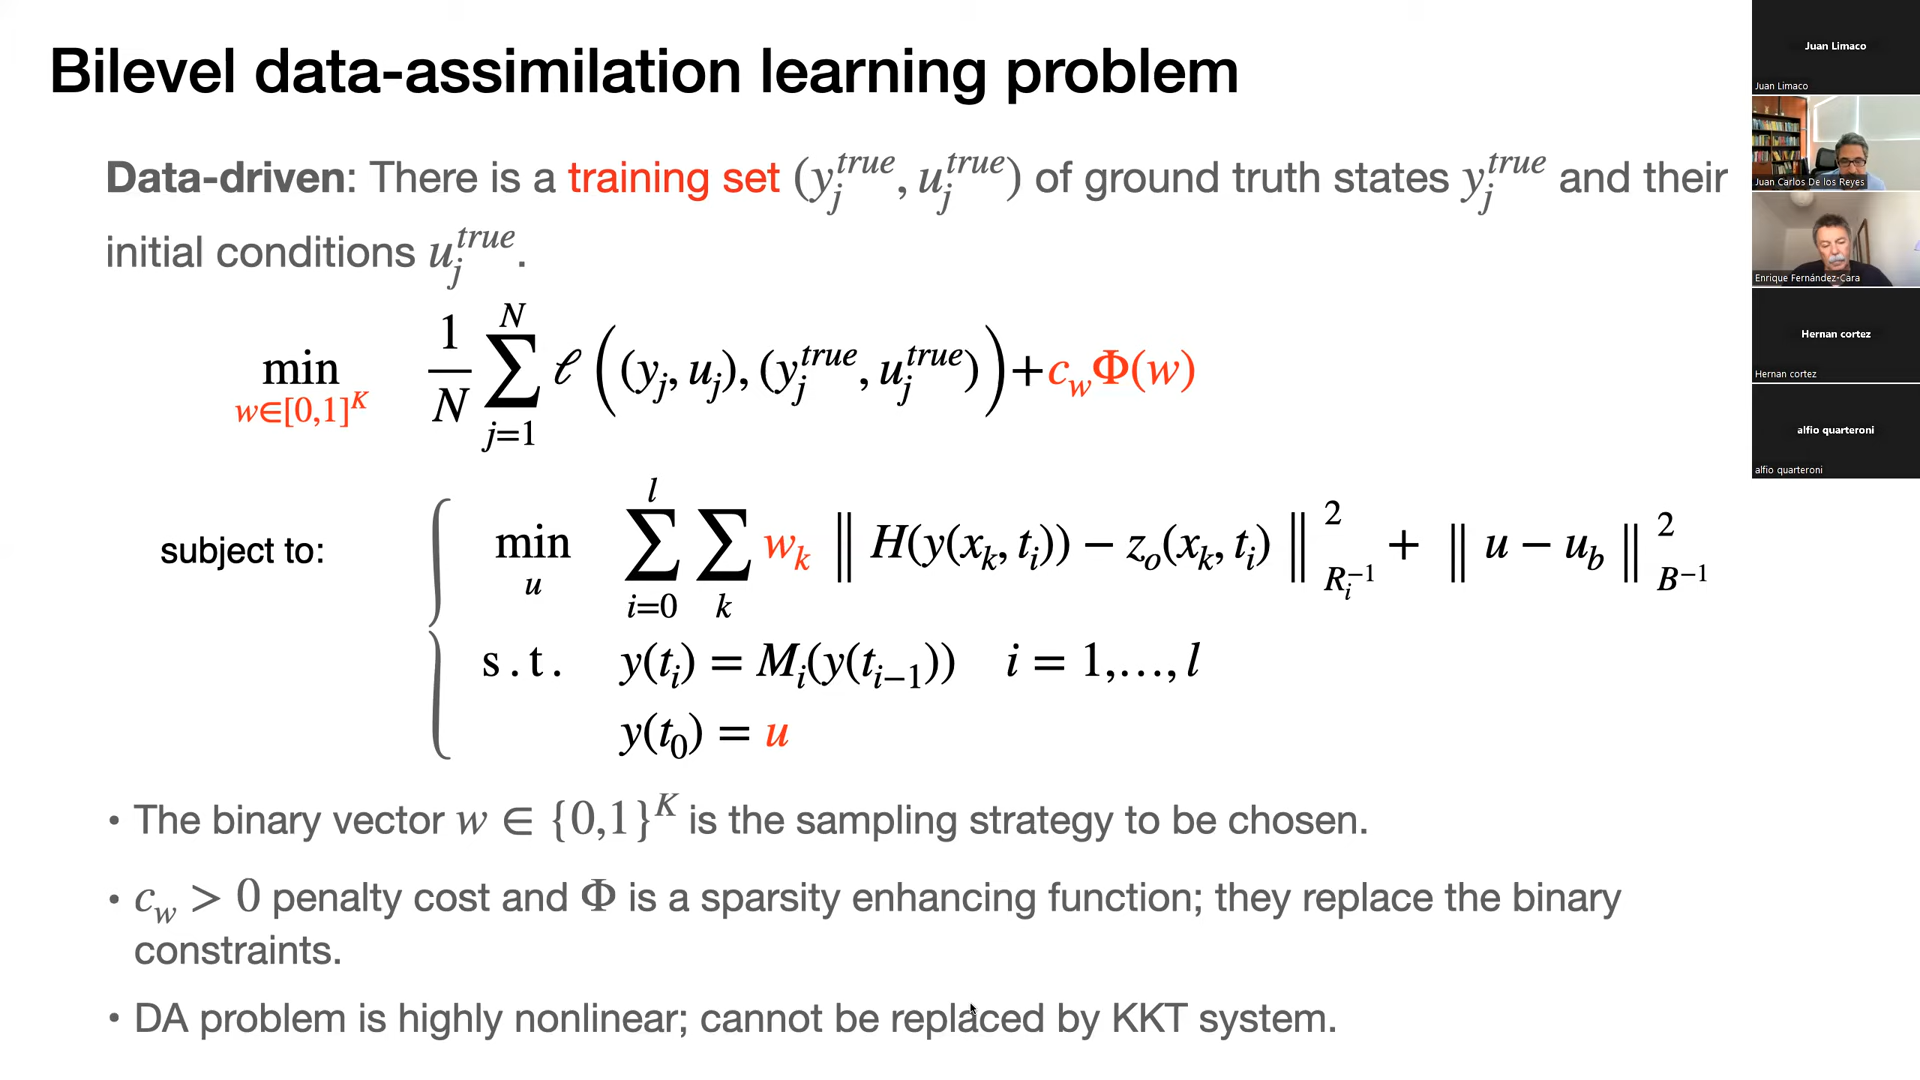 Bilevel data-assimilation learning problem
Data-driven: There is a training set (y_j^{true}, u_j^{true}) of ground truth states y_j^{true} and their
initial conditions u_j^{true}.
min_{w∈[0,1]^K} 1/N ∑_{j=1}^{N} ℓ((y_j, u_j), (y_j^{true}, u_j^{true})) + c_w Φ(w)
subject to: min_u ∑_{i=0}^{l} ∑_k w_k ‖ H(y(x_k, t_i)) − z_o(x_k, t_i) ‖²_{R_i^{−1}} + ‖ u − u_b ‖²_{B^{−1}}
s.t. y(t_i) = M_i(y(t_{i−1})) i = 1,…, l
y(t_0) = u
• The binary vector w ∈ {0,1}^K is the sampling strategy to be chosen.
• c_w > 0 penalty cost and Φ is a sparsity enhancing function; they replace the binary
constraints.
• DA problem is highly nonlinear; cannot be replaced by KKT system.
Juan Limaco
Juan Limaco
Juan Carlos De los Reyes
Enrique Fernández-Cara
Hernan cortez
Hernan cortez
alfio quarteroni
alfio quarteroni